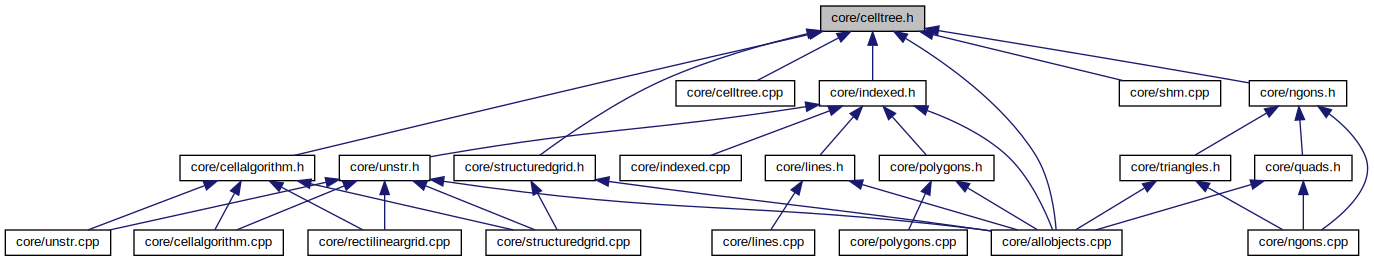 core/celltree.h
core/celltree.cpp
core/indexed.h
core/shm.cpp
core/ngons.h
core/cellalgorithm.h
core/unstr.h
core/structuredgrid.h
core/indexed.cpp
core/lines.h
core/polygons.h
core/triangles.h
core/quads.h
core/unstr.cpp
core/cellalgorithm.cpp
core/rectilineargrid.cpp
core/structuredgrid.cpp
core/lines.cpp
core/polygons.cpp
core/allobjects.cpp
core/ngons.cpp